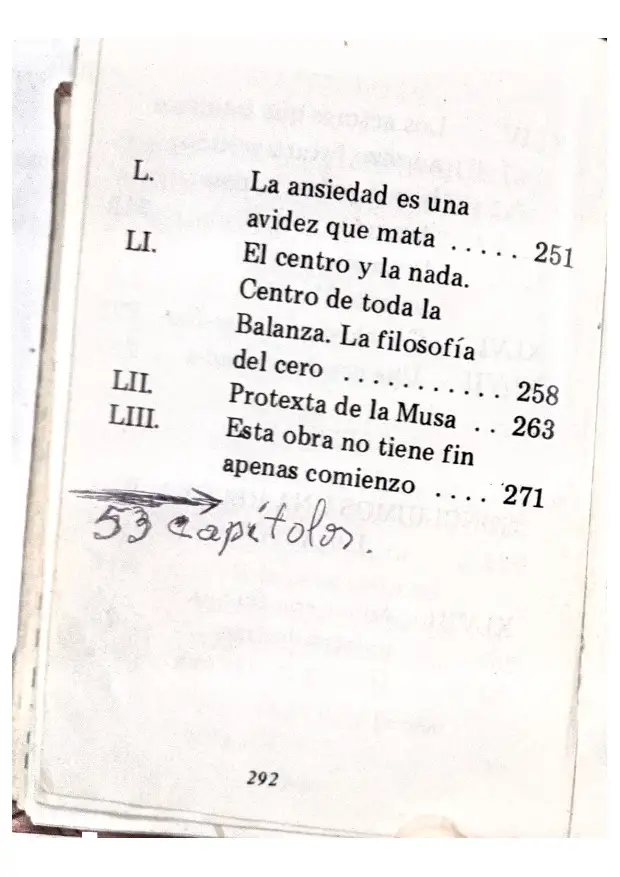 L. La ansiedad es una
avidez que mata ..... 251
LI. El centro y la nada.
Centro de toda la
Balanza. La filosofía
del cero ........... 258
LII. Protexta de la Musa .. 263
LIII. Esta obra no tiene fin
apenas comienzo .... 271
53 capítolos.
292